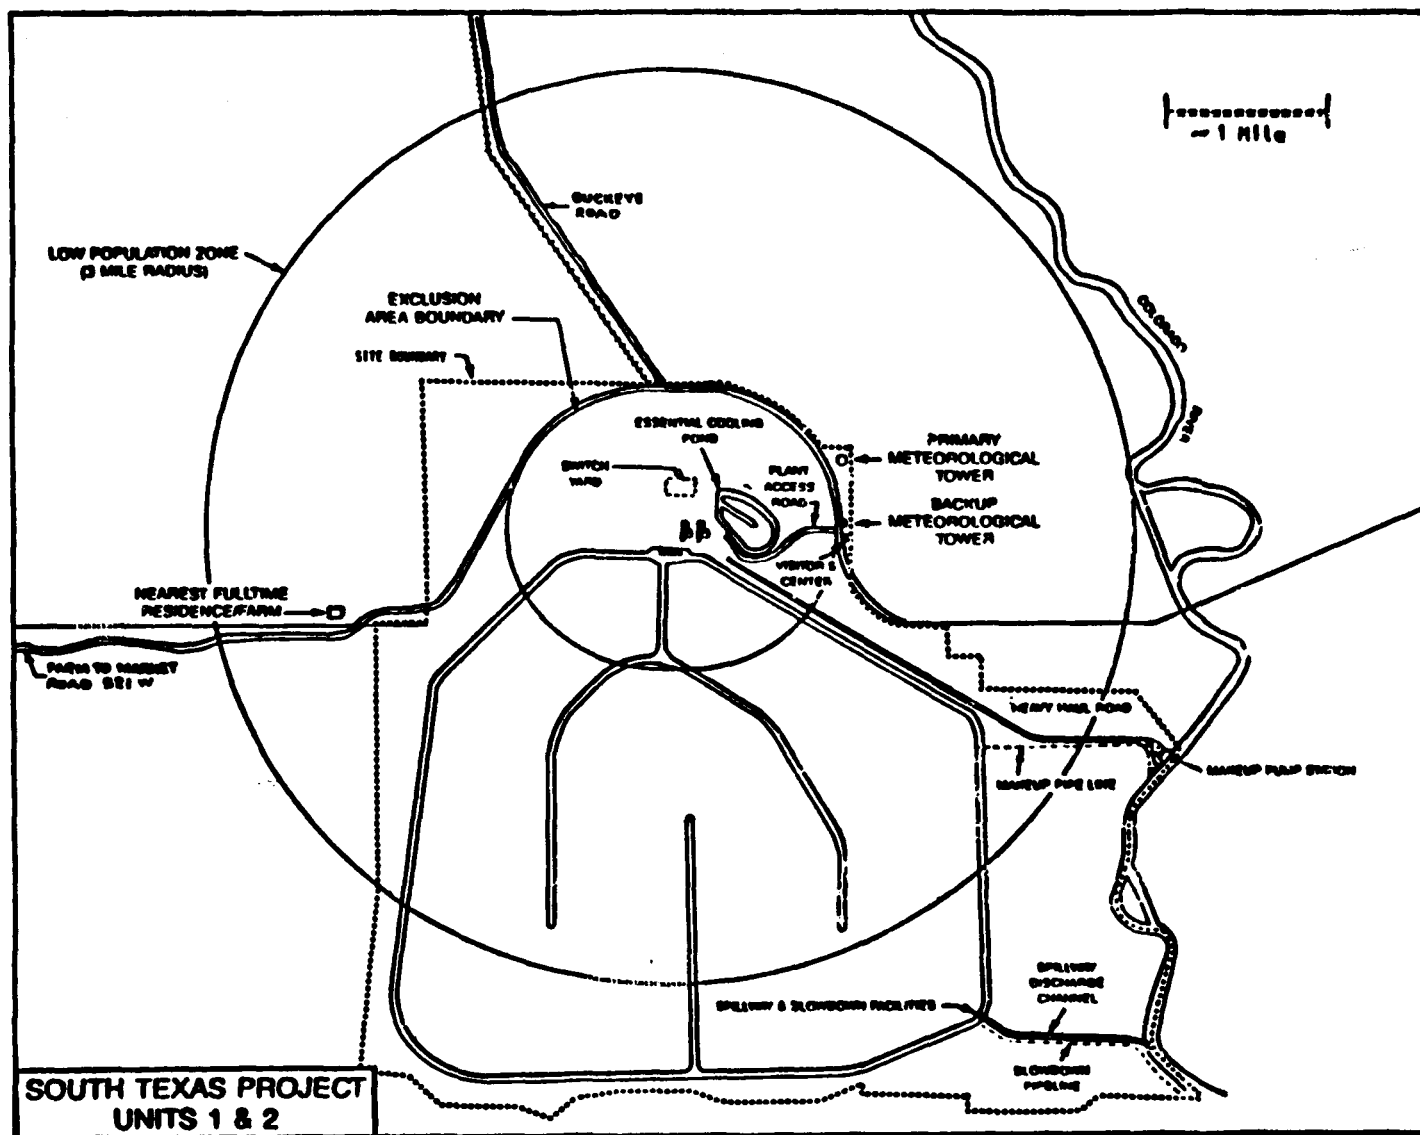 ~ 1 Mile
BUCKEYE
ROAD
LOW POPULATION ZONE
(3 MILE RADIUS)
EXCLUSION
AREA BOUNDARY
SITE BOUNDARY
COLORADO
RIVER
ESSENTIAL COOLING
POND
SWITCH
YARD
PLANT
ACCESS
ROAD
PRIMARY
METEOROLOGICAL
TOWER
BACKUP
METEOROLOGICAL
TOWER
VISITOR'S
CENTER
NEAREST FULLTIME
RESIDENCE/FARM
FARM TO MARKET
ROAD 521 W
HEAVY HAUL ROAD
MAKEUP PIPE LINE
MAKEUP PUMP STATION
SPILLWAY
DISCHARGE
CHANNEL
SPILLWAY & BLOWDOWN FACILITIES
BLOWDOWN
PIPELINE
SOUTH TEXAS PROJECT
UNITS 1 & 2